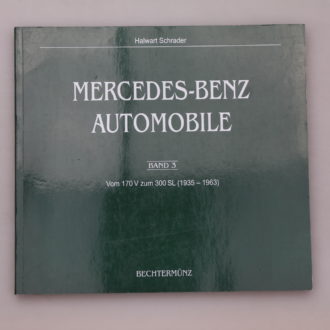 Halwart Schrader
MERCEDES-BENZ
AUTOMOBILE
BAND 3
Vom 170 V zum 300 SL (1935 – 1963)
BECHTERMÜNZ